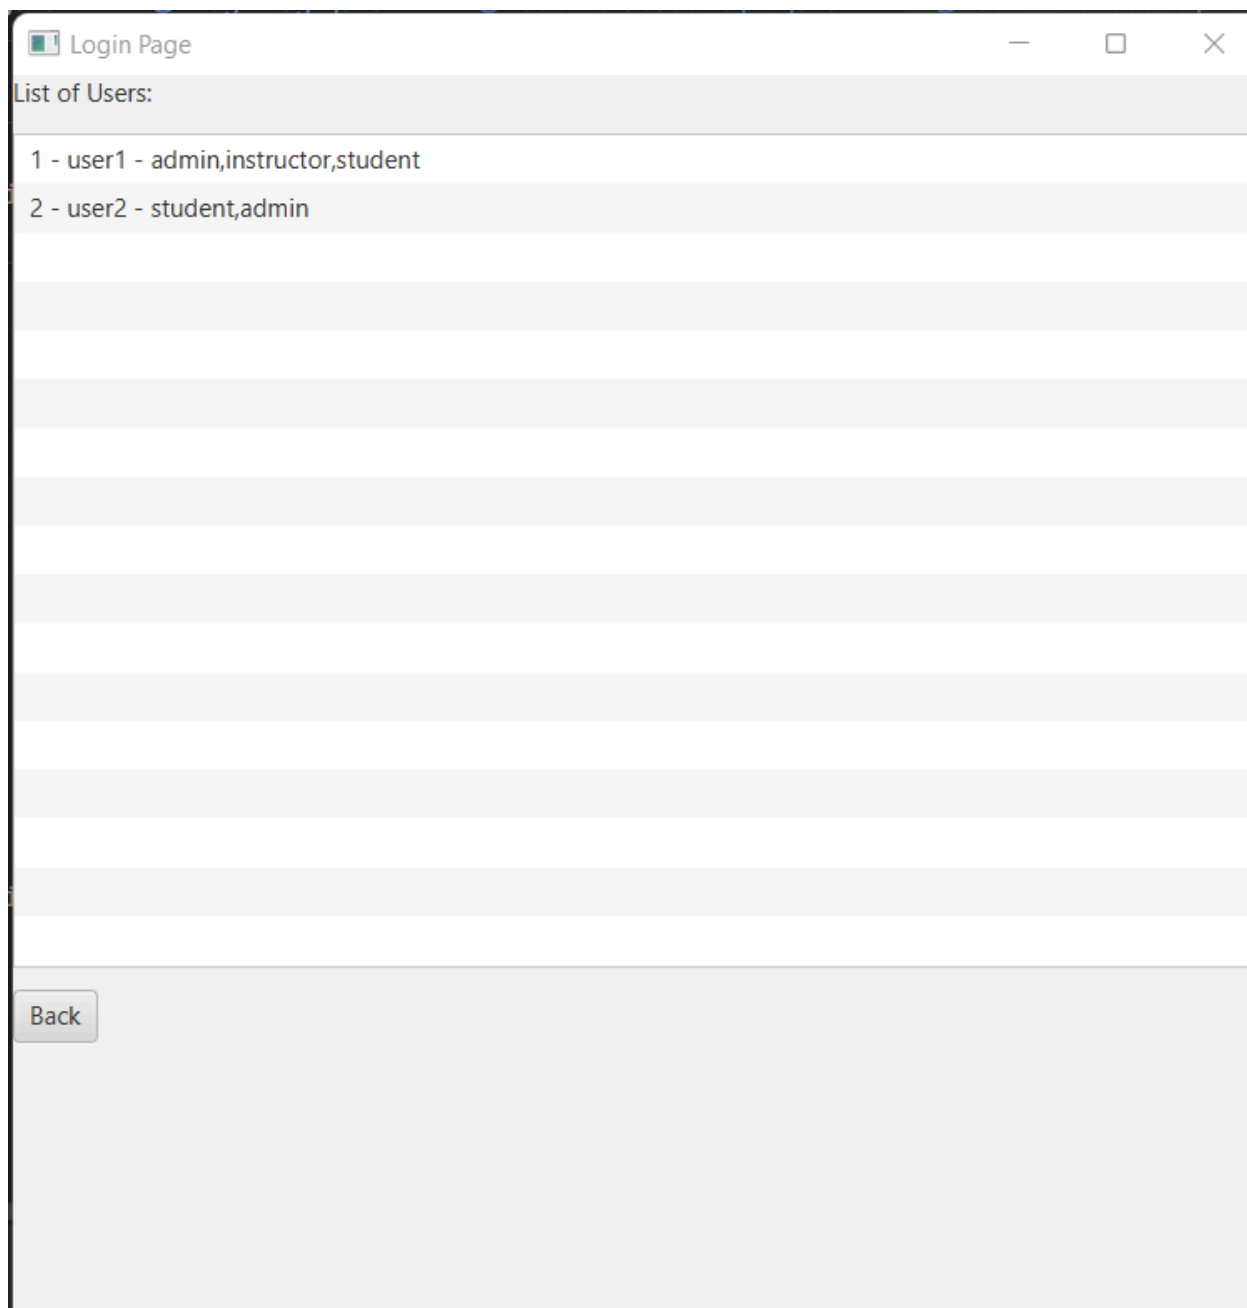 Login Page
List of Users:
1 - user1 - admin,instructor,student
2 - user2 - student,admin
Back